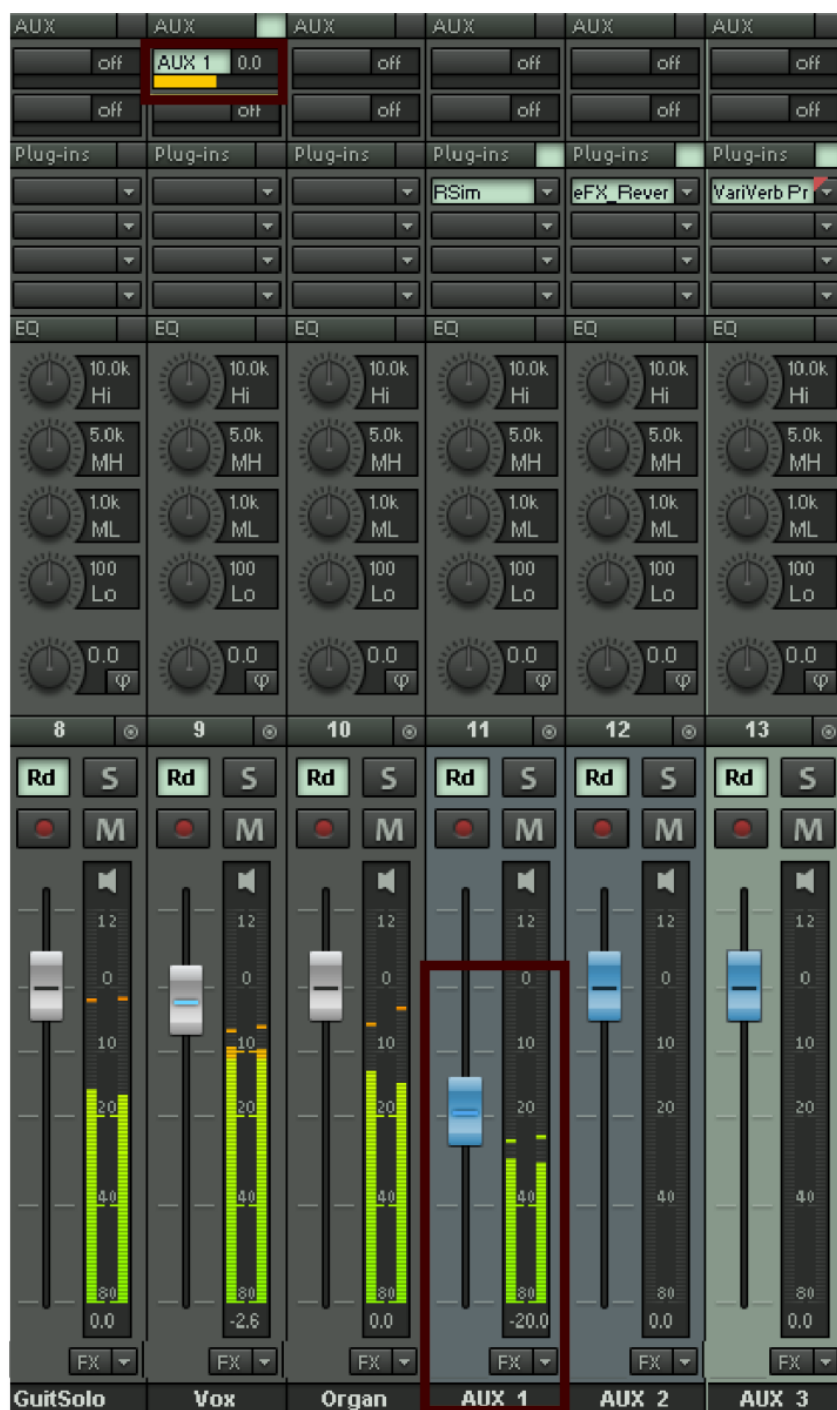 AUX AUX AUX AUX AUX AUX
off AUX 1 0.0 off off off off
off off off off off off
Plug-ins Plug-ins Plug-ins Plug-ins Plug-ins Plug-ins
RSim eFX_Rever VariVerb Pr
EQ EQ EQ EQ EQ EQ
10.0k 10.0k 10.0k 10.0k 10.0k 10.0k
Hi Hi Hi Hi Hi Hi
5.0k 5.0k 5.0k 5.0k 5.0k 5.0k
MH MH MH MH MH MH
1.0k 1.0k 1.0k 1.0k 1.0k 1.0k
ML ML ML ML ML ML
100 100 100 100 100 100
Lo Lo Lo Lo Lo Lo
0.0 0.0 0.0 0.0 0.0 0.0
φ φ φ φ φ φ
8 9 10 11 12 13
Rd S Rd S Rd S Rd S Rd S Rd S
M M M M M M
12 12 12 12 12 12
0 0 0 0 0 0
10 10 10 10 10 10
20 20 20 20 20 20
40 40 40 40 40 40
80 80 80 80 80 80
0.0 -2.6 0.0 -20.0 0.0 0.0
FX FX FX FX FX FX
GuitSolo Vox Organ AUX 1 AUX 2 AUX 3